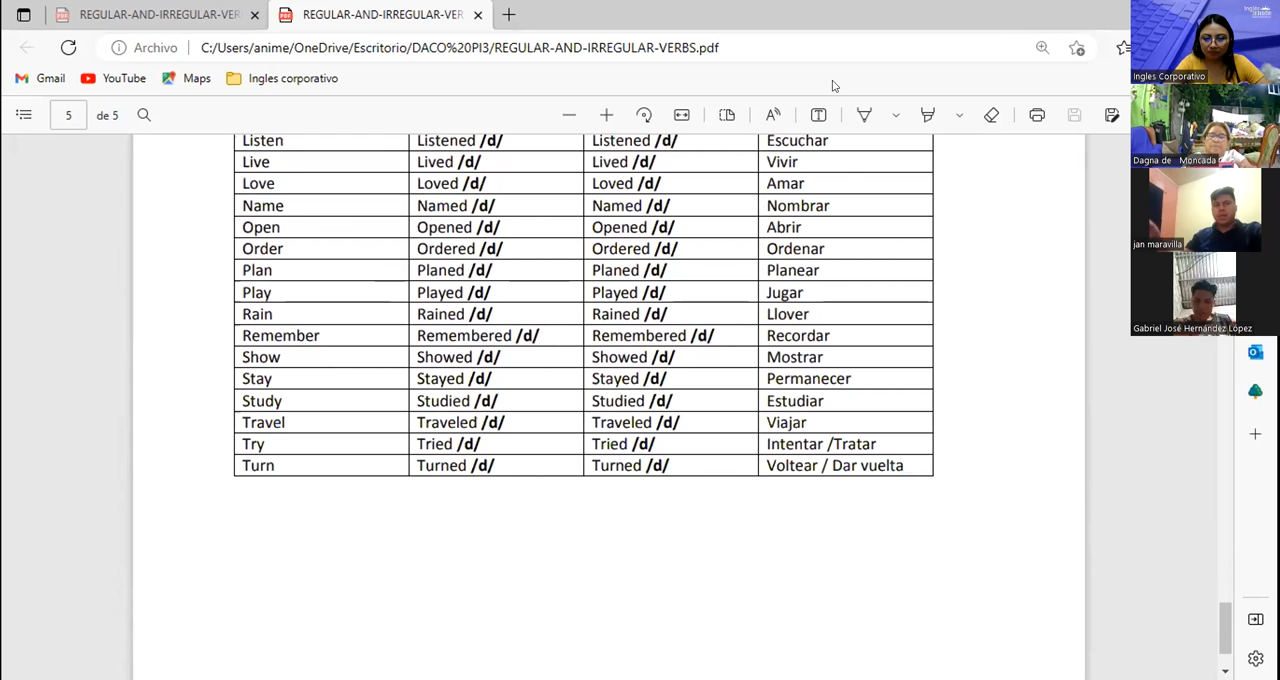 REGULAR-AND-IRREGULAR-VERB
REGULAR-AND-IRREGULAR-VER
Archivo C:/Users/anime/OneDrive/Escritorio/DACO%20PI3/REGULAR-AND-IRREGULAR-VERBS.pdf
Gmail YouTube Maps Ingles corporativo
5 de 5
Listen Listened /d/ Listened /d/ Escuchar
Live Lived /d/ Lived /d/ Vivir
Love Loved /d/ Loved /d/ Amar
Name Named /d/ Named /d/ Nombrar
Open Opened /d/ Opened /d/ Abrir
Order Ordered /d/ Ordered /d/ Ordenar
Plan Planed /d/ Planed /d/ Planear
Play Played /d/ Played /d/ Jugar
Rain Rained /d/ Rained /d/ Llover
Remember Remembered /d/ Remembered /d/ Recordar
Show Showed /d/ Showed /d/ Mostrar
Stay Stayed /d/ Stayed /d/ Permanecer
Study Studied /d/ Studied /d/ Estudiar
Travel Traveled /d/ Traveled /d/ Viajar
Try Tried /d/ Tried /d/ Intentar /Tratar
Turn Turned /d/ Turned /d/ Voltear / Dar vuelta
Ingles Corporativo
Dagna de Moncada
jan maravilla
Gabriel José Hernández López